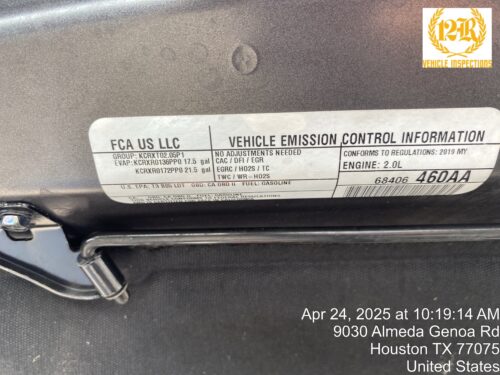 12R
VEHICLE INSPECTIONS
FCA US LLC
GROUP: KCRXT02.05P1
EVAP: KCRXR0136PP0 17.5 gal
KCRXR0172PP0 21.5 gal
VEHICLE EMISSION CONTROL INFORMATION
NO ADJUSTMENTS NEEDED
CAC / DFI / EGR
EGRC / HO2S / TC
TWC / WR-HO2S
CONFORMS TO REGULATIONS: 2019 MY
ENGINE: 2.0L
68406 460AA
U.S. EPA: T3 B30 LDT OBD: CA OBD II FUEL: GASOLINE
Apr 24, 2025 at 10:19:14 AM
9030 Almeda Genoa Rd
Houston TX 77075
United States